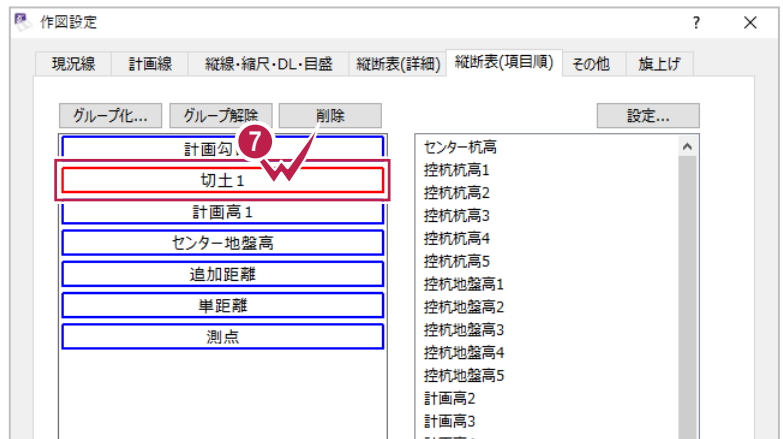 作図設定 ?
現況線 計画線 縦線・縮尺・DL・目盛 縦断表(詳細) 縦断表(項目順) その他 旗上げ
グループ化... グループ解除 削除 設定...
7
計画勾
切土1
計画高1
センター地盤高
追加距離
単距離
測点
センター杭高
控杭杭高1
控杭杭高2
控杭杭高3
控杭杭高4
控杭杭高5
控杭地盤高1
控杭地盤高2
控杭地盤高3
控杭地盤高4
控杭地盤高5
計画高2
計画高3